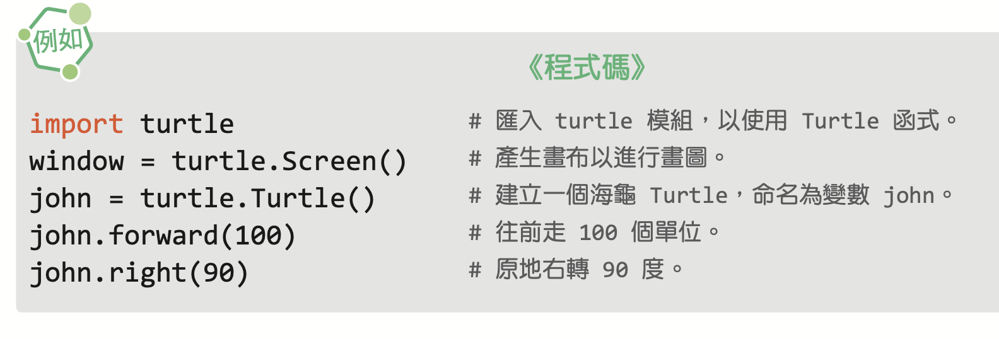 例如
《程式碼》
import turtle # 匯入 turtle 模組，以使用 Turtle 函式。
window = turtle.Screen() # 產生畫布以進行畫圖。
john = turtle.Turtle() # 建立一個海龜 Turtle，命名為變數 john。
john.forward(100) # 往前走 100 個單位。
john.right(90) # 原地右轉 90 度。